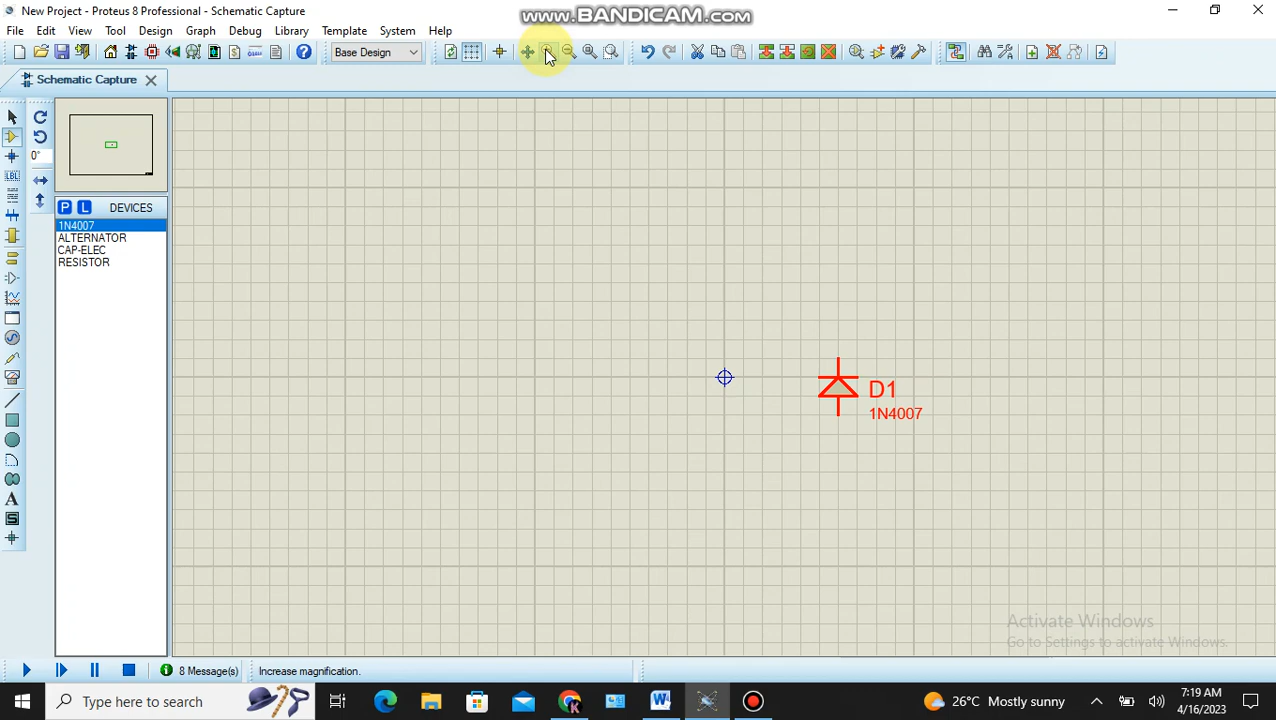 New Project - Proteus 8 Professional - Schematic Capture
www.BANDICAM.com
File Edit View Tool Design Graph Debug Library Template System Help
Base Design
Schematic Capture
0°
LBL
P L DEVICES
1N4007
ALTERNATOR
CAP-ELEC
RESISTOR
D1
1N4007
A
S
Activate Windows
Go to Settings to activate Windows.
8 Message(s) Increase magnification.
Type here to search
26°C Mostly sunny
7:19 AM
4/16/2023